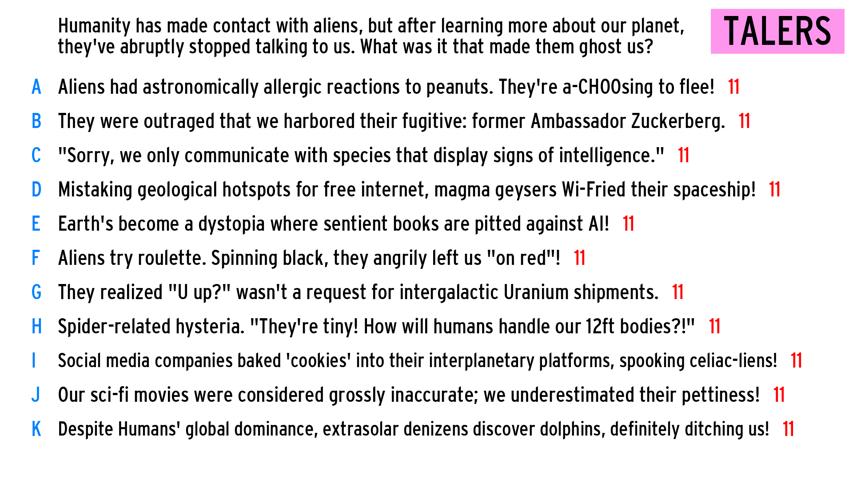 Humanity has made contact with aliens, but after learning more about our planet,
they've abruptly stopped talking to us. What was it that made them ghost us?
TALERS
A Aliens had astronomically allergic reactions to peanuts. They're a-CHOOsing to flee! 11
B They were outraged that we harbored their fugitive: former Ambassador Zuckerberg. 11
C "Sorry, we only communicate with species that display signs of intelligence." 11
D Mistaking geological hotspots for free internet, magma geysers Wi-Fried their spaceship! 11
E Earth's become a dystopia where sentient books are pitted against AI! 11
F Aliens try roulette. Spinning black, they angrily left us "on red"! 11
G They realized "U up?" wasn't a request for intergalactic Uranium shipments. 11
H Spider-related hysteria. "They're tiny! How will humans handle our 12ft bodies?!" 11
I Social media companies baked 'cookies' into their interplanetary platforms, spooking celiac-liens! 11
J Our sci-fi movies were considered grossly inaccurate; we underestimated their pettiness! 11
K Despite Humans' global dominance, extrasolar denizens discover dolphins, definitely ditching us! 11